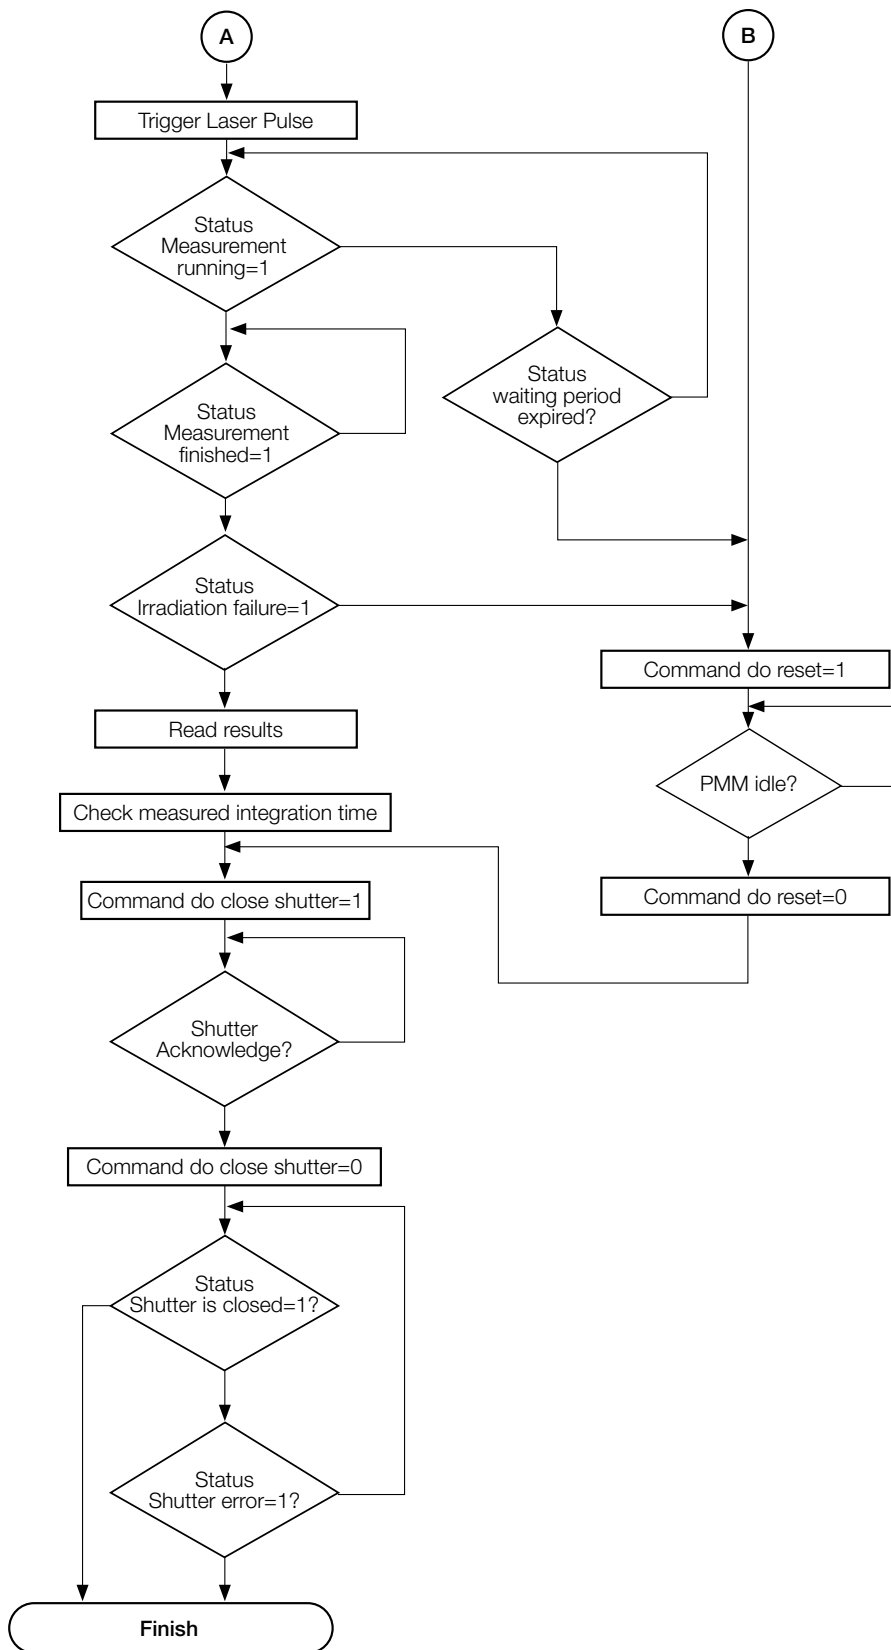 A
B
Trigger Laser Pulse
Status
Measurement
running=1
Status
waiting period
expired?
Status
Measurement
finished=1
Status
Irradiation failure=1
Command do reset=1
Read results
PMM idle?
Check measured integration time
Command do close shutter=1
Command do reset=0
Shutter
Acknowledge?
Command do close shutter=0
Status
Shutter is closed=1?
Status
Shutter error=1?
Finish